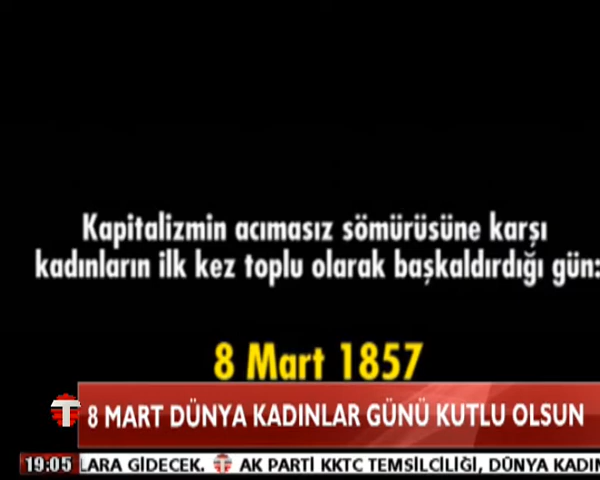 Kapitalizmin acımasız sömürüsüne karşı
kadınların ilk kez toplu olarak başkaldırdığı gün:
8 Mart 1857
T 8 MART DÜNYA KADINLAR GÜNÜ KUTLU OLSUN
19:05 LARA GİDECEK. T AK PARTİ KKTC TEMSİLCİLİĞİ, DÜNYA KADIN